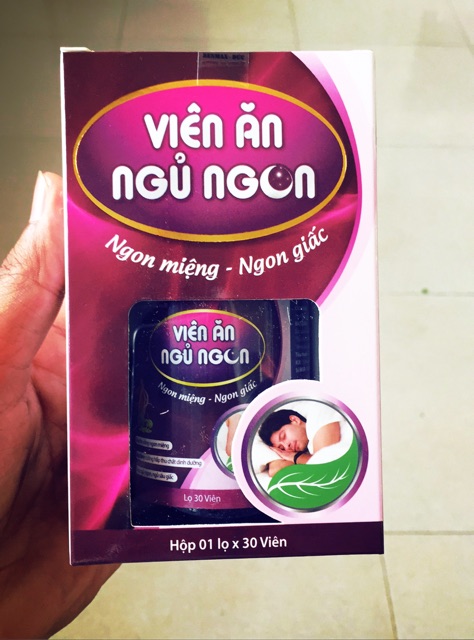 VIÊN ĂN
NGỦ NGON
Ngon miệng - Ngon giấc
VIÊN ĂN
NGỦ NGON
Ngon miệng - Ngon giấc
Lọ 30 Viên
Hộp 01 lọ x 30 Viên